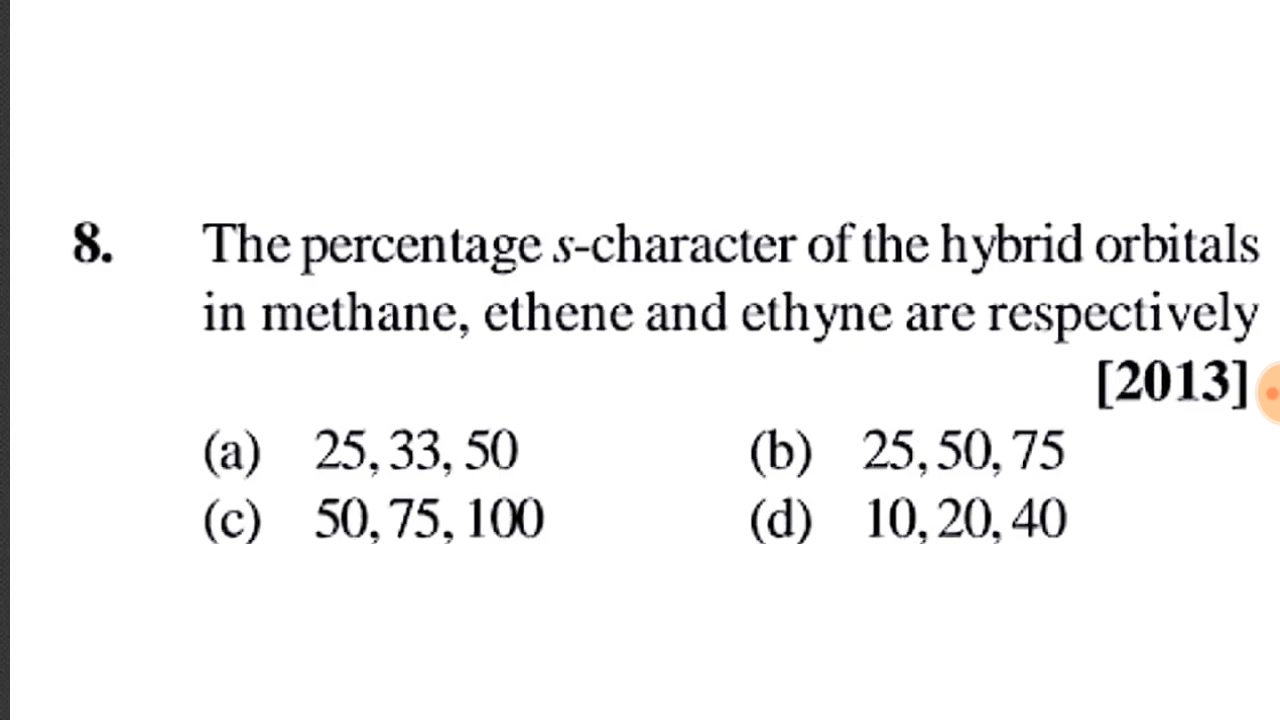 8. The percentage s-character of the hybrid orbitals
in methane, ethene and ethyne are respectively
[2013]
(a) 25, 33, 50 (b) 25, 50, 75
(c) 50, 75, 100 (d) 10, 20, 40